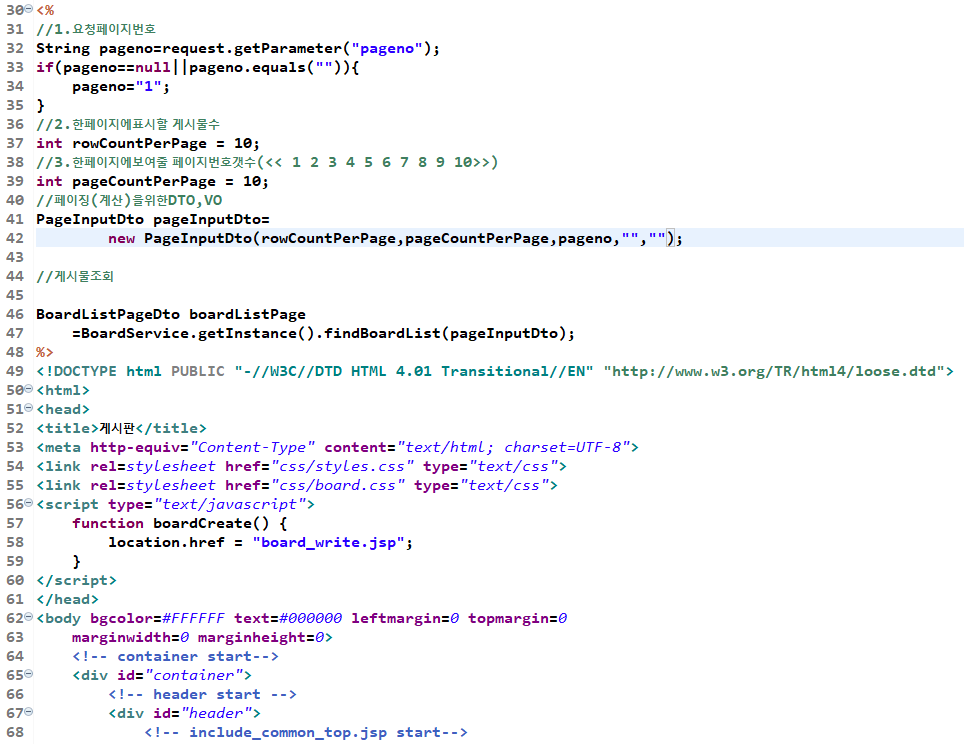 30 <%
31 //1.요청페이지번호
32 String pageno=request.getParameter("pageno");
33 if(pageno==null||pageno.equals("")){
34     pageno="1";
35 }
36 //2.한페이지에표시할 게시물수
37 int rowCountPerPage = 10;
38 //3.한페이지에보여줄 페이지번호갯수(<< 1 2 3 4 5 6 7 8 9 10>>)
39 int pageCountPerPage = 10;
40 //페이징(계산)을위한DTO,VO
41 PageInputDto pageInputDto=
42         new PageInputDto(rowCountPerPage,pageCountPerPage,pageno,"","");
43
44 //게시물조회
45
46 BoardListPageDto boardListPage
47     =BoardService.getInstance().findBoardList(pageInputDto);
48 %>
49 <!DOCTYPE html PUBLIC "-//W3C//DTD HTML 4.01 Transitional//EN" "http://www.w3.org/TR/html4/loose.dtd">
50 <html>
51 <head>
52 <title>게시판</title>
53 <meta http-equiv="Content-Type" content="text/html; charset=UTF-8">
54 <link rel=stylesheet href="css/styles.css" type="text/css">
55 <link rel=stylesheet href="css/board.css" type="text/css">
56 <script type="text/javascript">
57     function boardCreate() {
58         location.href = "board_write.jsp";
59     }
60 </script>
61 </head>
62 <body bgcolor=#FFFFFF text=#000000 leftmargin=0 topmargin=0
63     marginwidth=0 marginheight=0>
64     <!-- container start-->
65     <div id="container">
66         <!-- header start -->
67         <div id="header">
68             <!-- include_common_top.jsp start-->